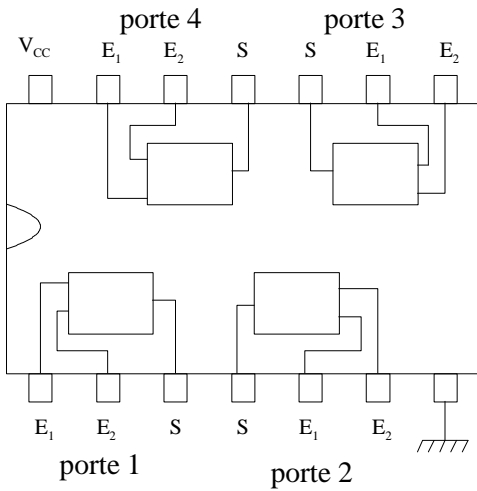 porte 4 porte 3
V_CC E_1 E_2 S S E_1 E_2
E_1 E_2 S S E_1 E_2
porte 1 porte 2